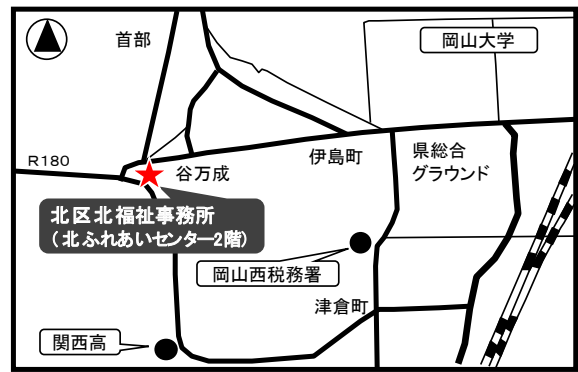 首部
岡山大学
R180
谷万成
伊島町
県総合
グラウンド
北区北福祉事務所
(北ふれあいセンター2階)
岡山西税務署
津倉町
関西高